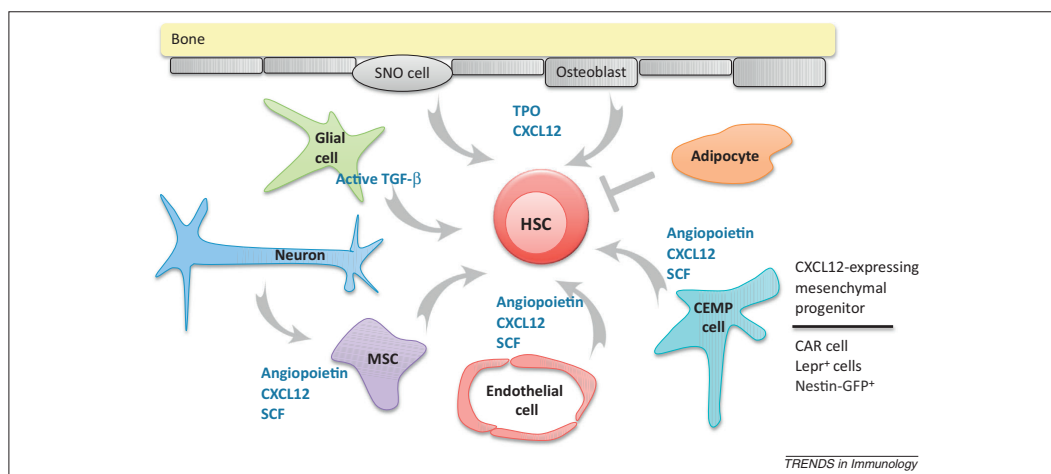 Bone
SNO cell
Osteoblast
TPO
CXCL12
Glial
cell
Active TGF-β
Adipocyte
HSC
Neuron
Angiopoietin
CXCL12
SCF
CEMP
cell
CXCL12-expressing
mesenchymal
progenitor
CAR cell
Lepr⁺ cells
Nestin-GFP⁺
Angiopoietin
CXCL12
SCF
Endothelial
cell
MSC
Angiopoietin
CXCL12
SCF
TRENDS in Immunology